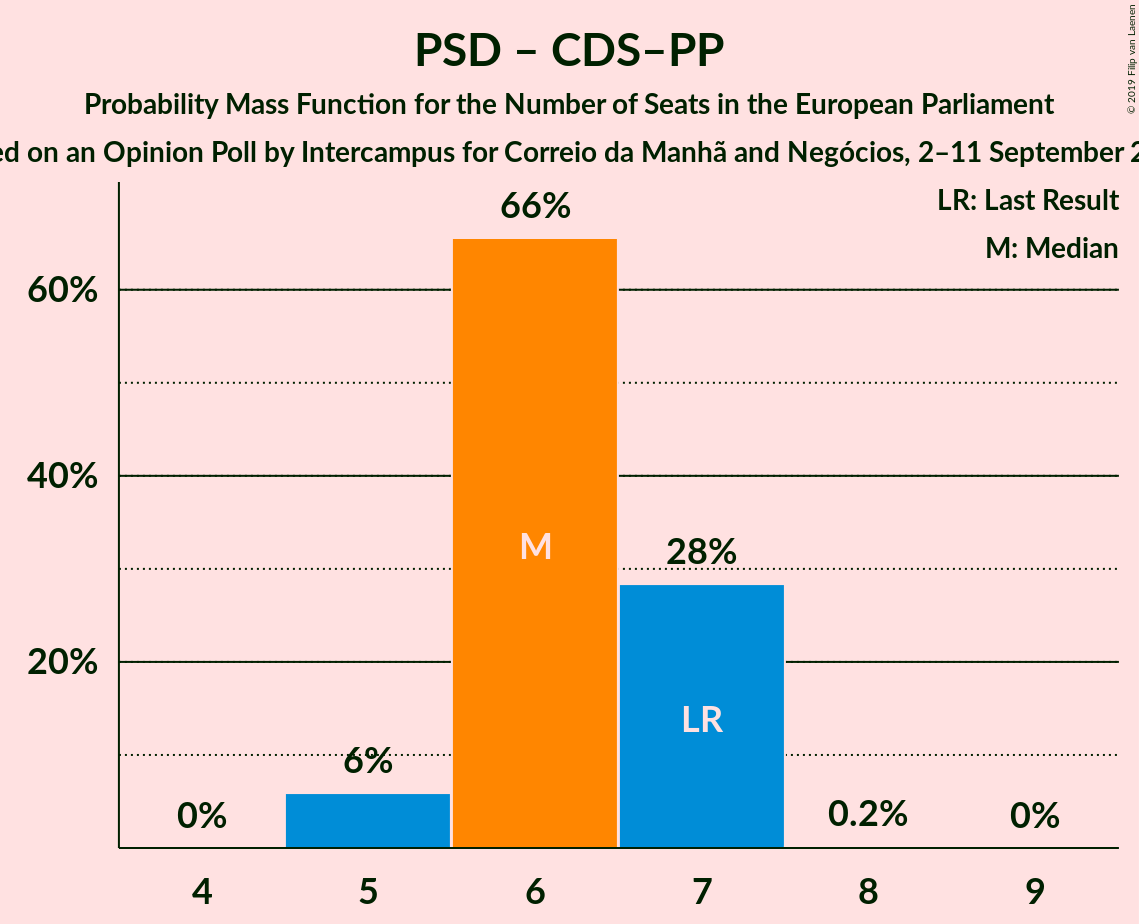 PSD – CDS–PP
Probability Mass Function for the Number of Seats in the European Parliament
on an Opinion Poll by Intercampus for Correio da Manhã and Negócios, 2–11 September
© 2019 Filip van Laenen
LR: Last Result
M: Median
66%
60%
40%
20%
M
28%
LR
6%
0%
0.2%
0%
4 5 6 7 8 9